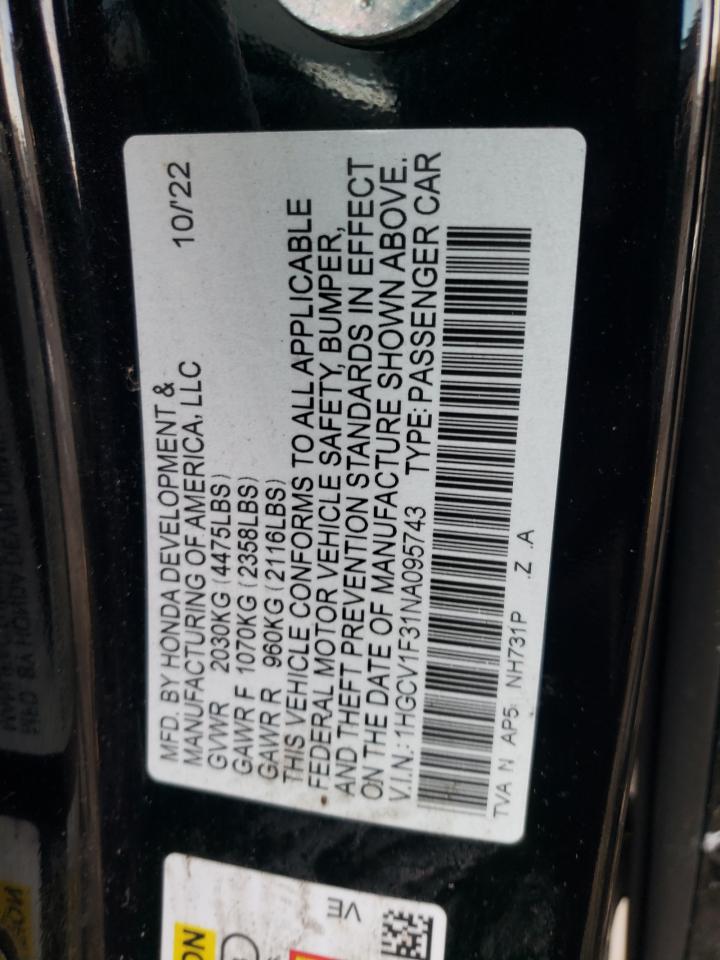 MFD. BY HONDA DEVELOPMENT & 10/'22
MANUFACTURING OF AMERICA, LLC
GVWR 2030KG (4475LBS)
GAWR F 1070KG (2358LBS)
GAWR R 960KG (2116LBS)
THIS VEHICLE CONFORMS TO ALL APPLICABLE
FEDERAL MOTOR VEHICLE SAFETY, BUMPER,
AND THEFT PREVENTION STANDARDS IN EFFECT
ON THE DATE OF MANUFACTURE SHOWN ABOVE.
V.I.N.: 1HGCV1F31NA095743 TYPE: PASSENGER CAR
TVA N AP5 NH731P .Z .A